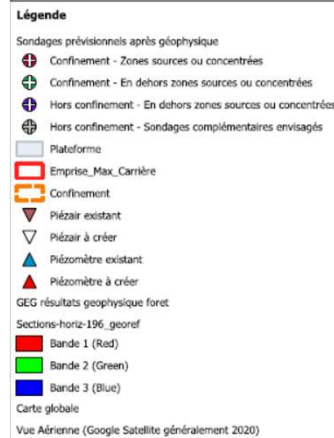 Légende
Sondages prévisionnels après géophysique
Confinement - Zones sources ou concentrées
Confinement - En dehors zones sources ou concentrées
Hors confinement - En dehors zones sources ou concentrées
Hors confinement - Sondages complémentaires envisagés
Plateforme
Emprise_Max_Carrière
Confinement
Piézair existant
Piézair à créer
Piézomètre existant
Piézomètre à créer
GEG résultats geophysique foret
Sections-horiz-196_georef
Bande 1 (Red)
Bande 2 (Green)
Bande 3 (Blue)
Carte globale
Vue Aérienne (Google Satellite généralement 2020)